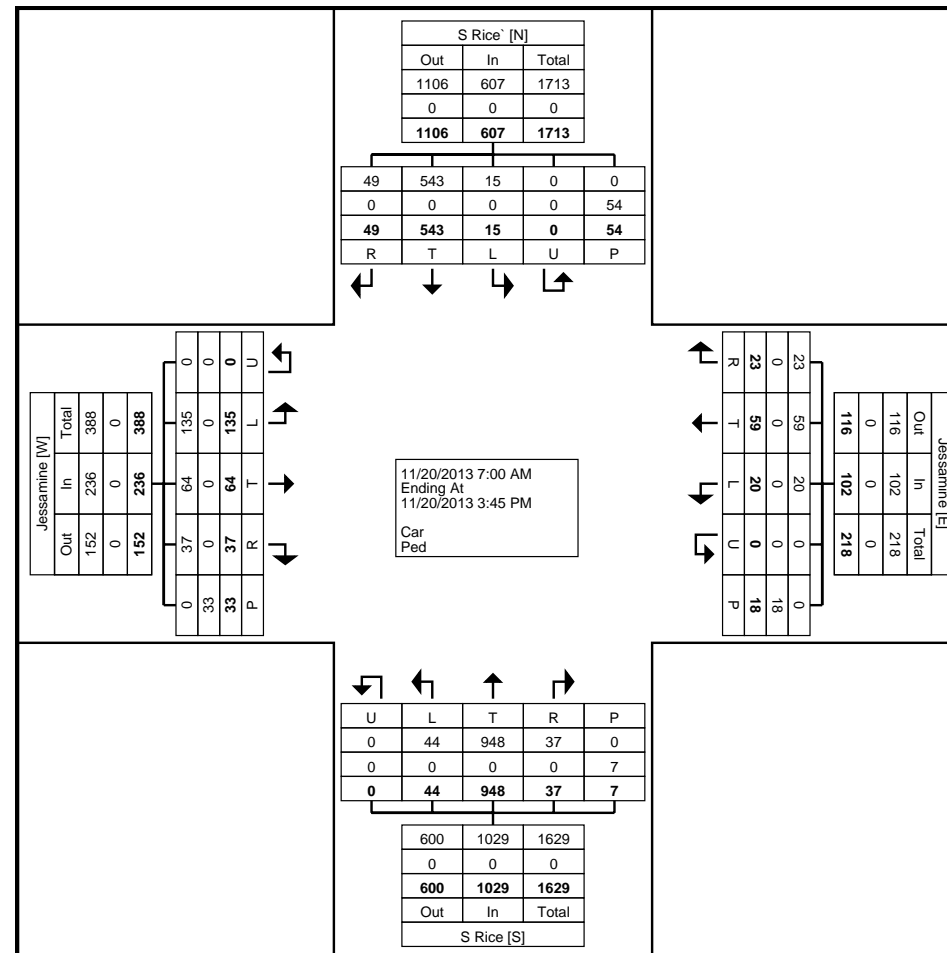 S Rice` [N]
Out In Total
1106 607 1713
0 0 0
1106 607 1713
49 543 15 0 0
0 0 0 0 54
49 543 15 0 54
R T L U P
Jessamine [W]
Total In Out
388 236 152
0 0 0
388 236 152
0 135 64 37 0
0 0 0 0 33
0 135 64 37 33
U L T R P
11/20/2013 7:00 AM
Ending At
11/20/2013 3:45 PM
Car
Ped
R T L U P
23 59 20 0 18
0 0 0 0 18
23 59 20 0 0
116 102 218
0 0 0
116 102 218
Out In Total
Jessamine [E]
U L T R P
0 44 948 37 0
0 0 0 0 7
0 44 948 37 7
600 1029 1629
0 0 0
600 1029 1629
Out In Total
S Rice [S]